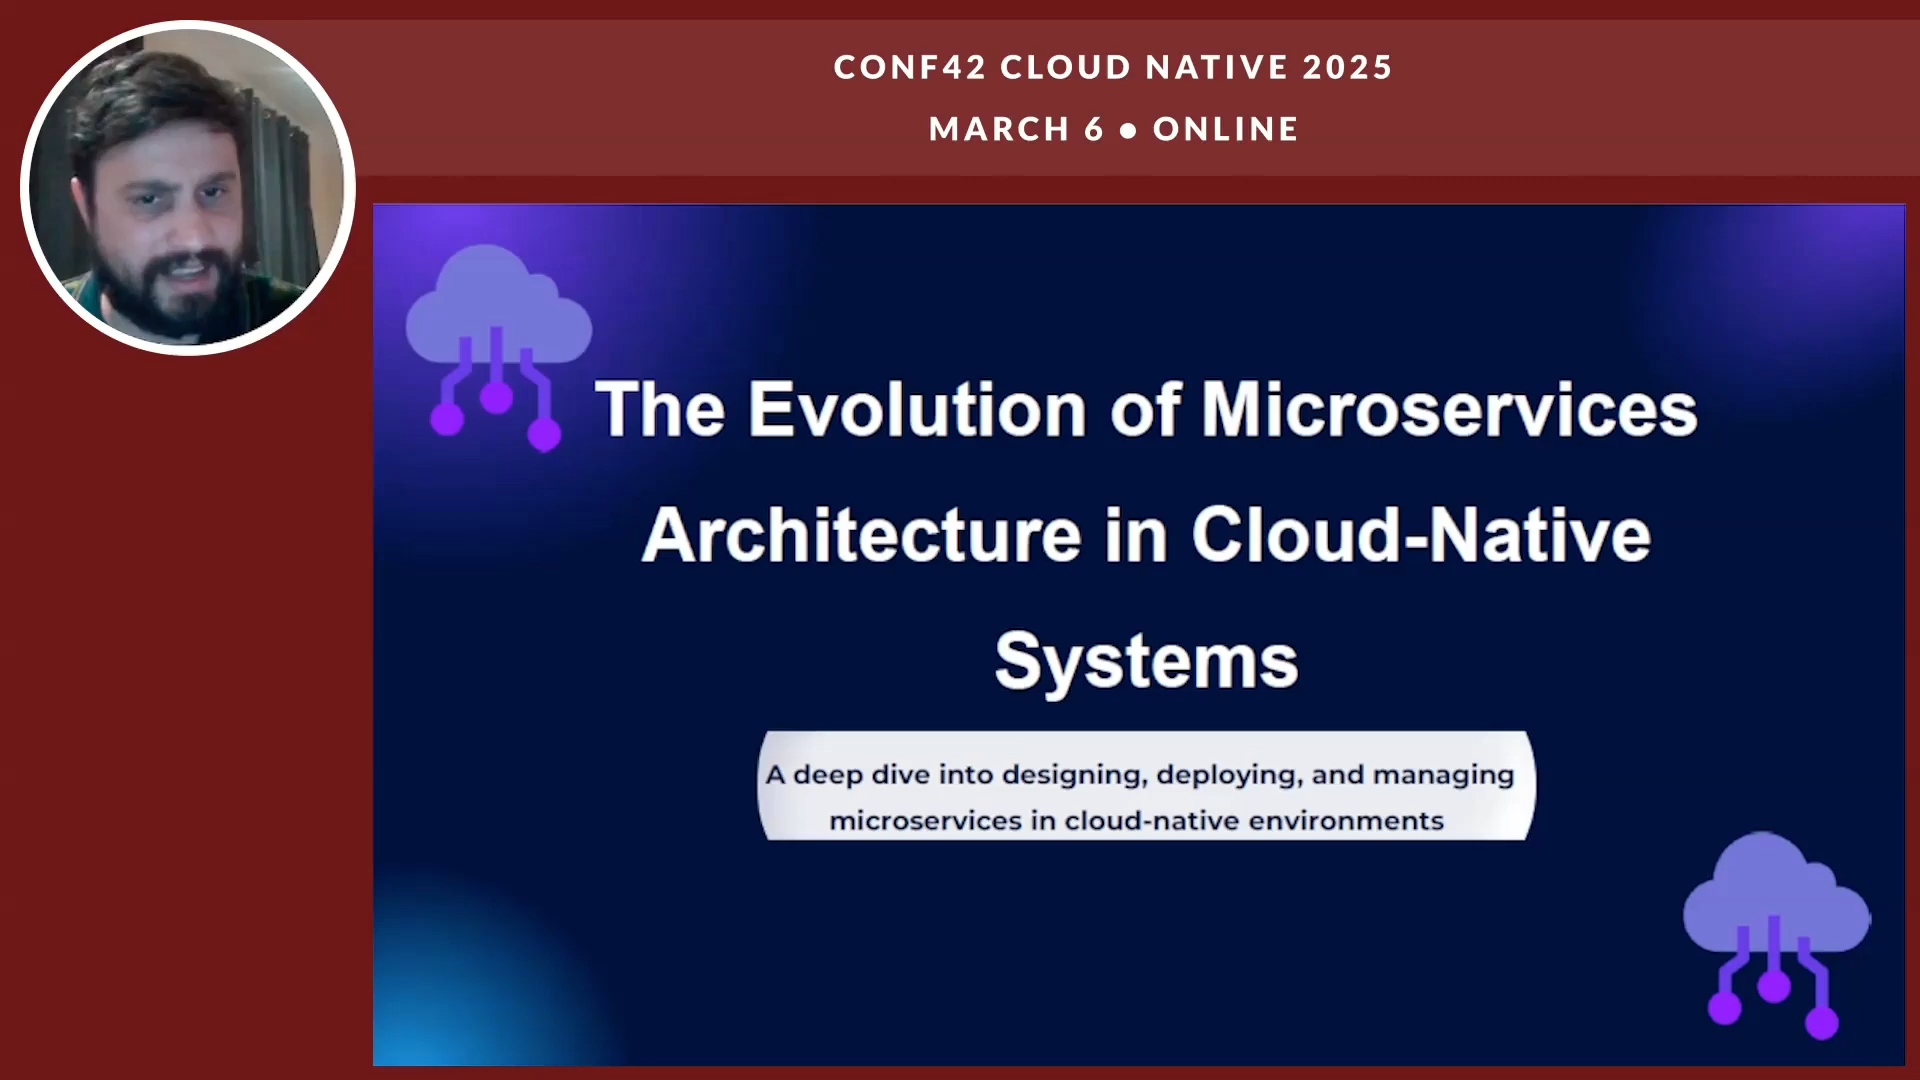 CONF42 CLOUD NATIVE 2025
MARCH 6 ● ONLINE
The Evolution of Microservices
Architecture in Cloud-Native
Systems
A deep dive into designing, deploying, and managing
microservices in cloud-native environments